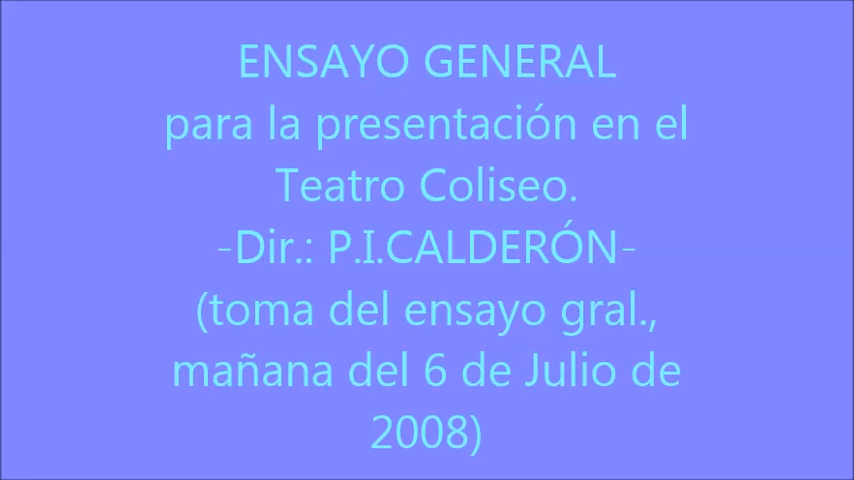 ENSAYO GENERAL
para la presentación en el
Teatro Coliseo.
-Dir.: P.I.CALDERÓN-
(toma del ensayo gral.,
mañana del 6 de Julio de
2008)